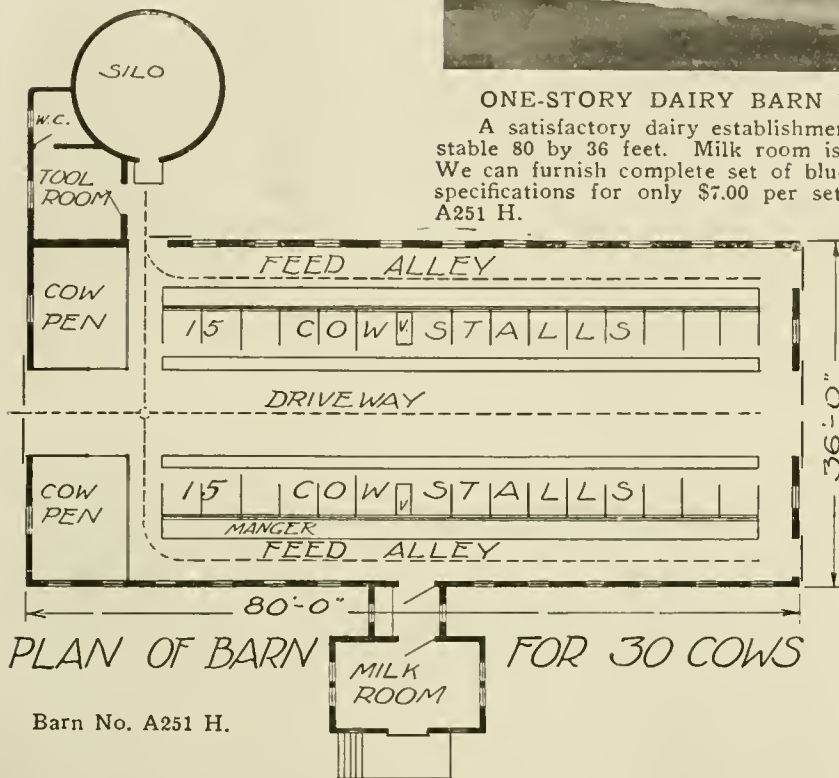 SILO
W.C.
TOOL
ROOM
ONE-STORY DAIRY BARN
A satisfactory dairy establishmen
stable 80 by 36 feet. Milk room is
We can furnish complete set of blu
specifications for only $7.00 per set
A251 H.
FEED ALLEY
COW
PEN
15 COW V. STALLS
DRIVEWAY
36'-0"
COW
PEN
15 COW V STALLS
MANGER
FEED ALLEY
80'-0"
PLAN OF BARN FOR 30 COWS
MILK
ROOM
Barn No. A251 H.